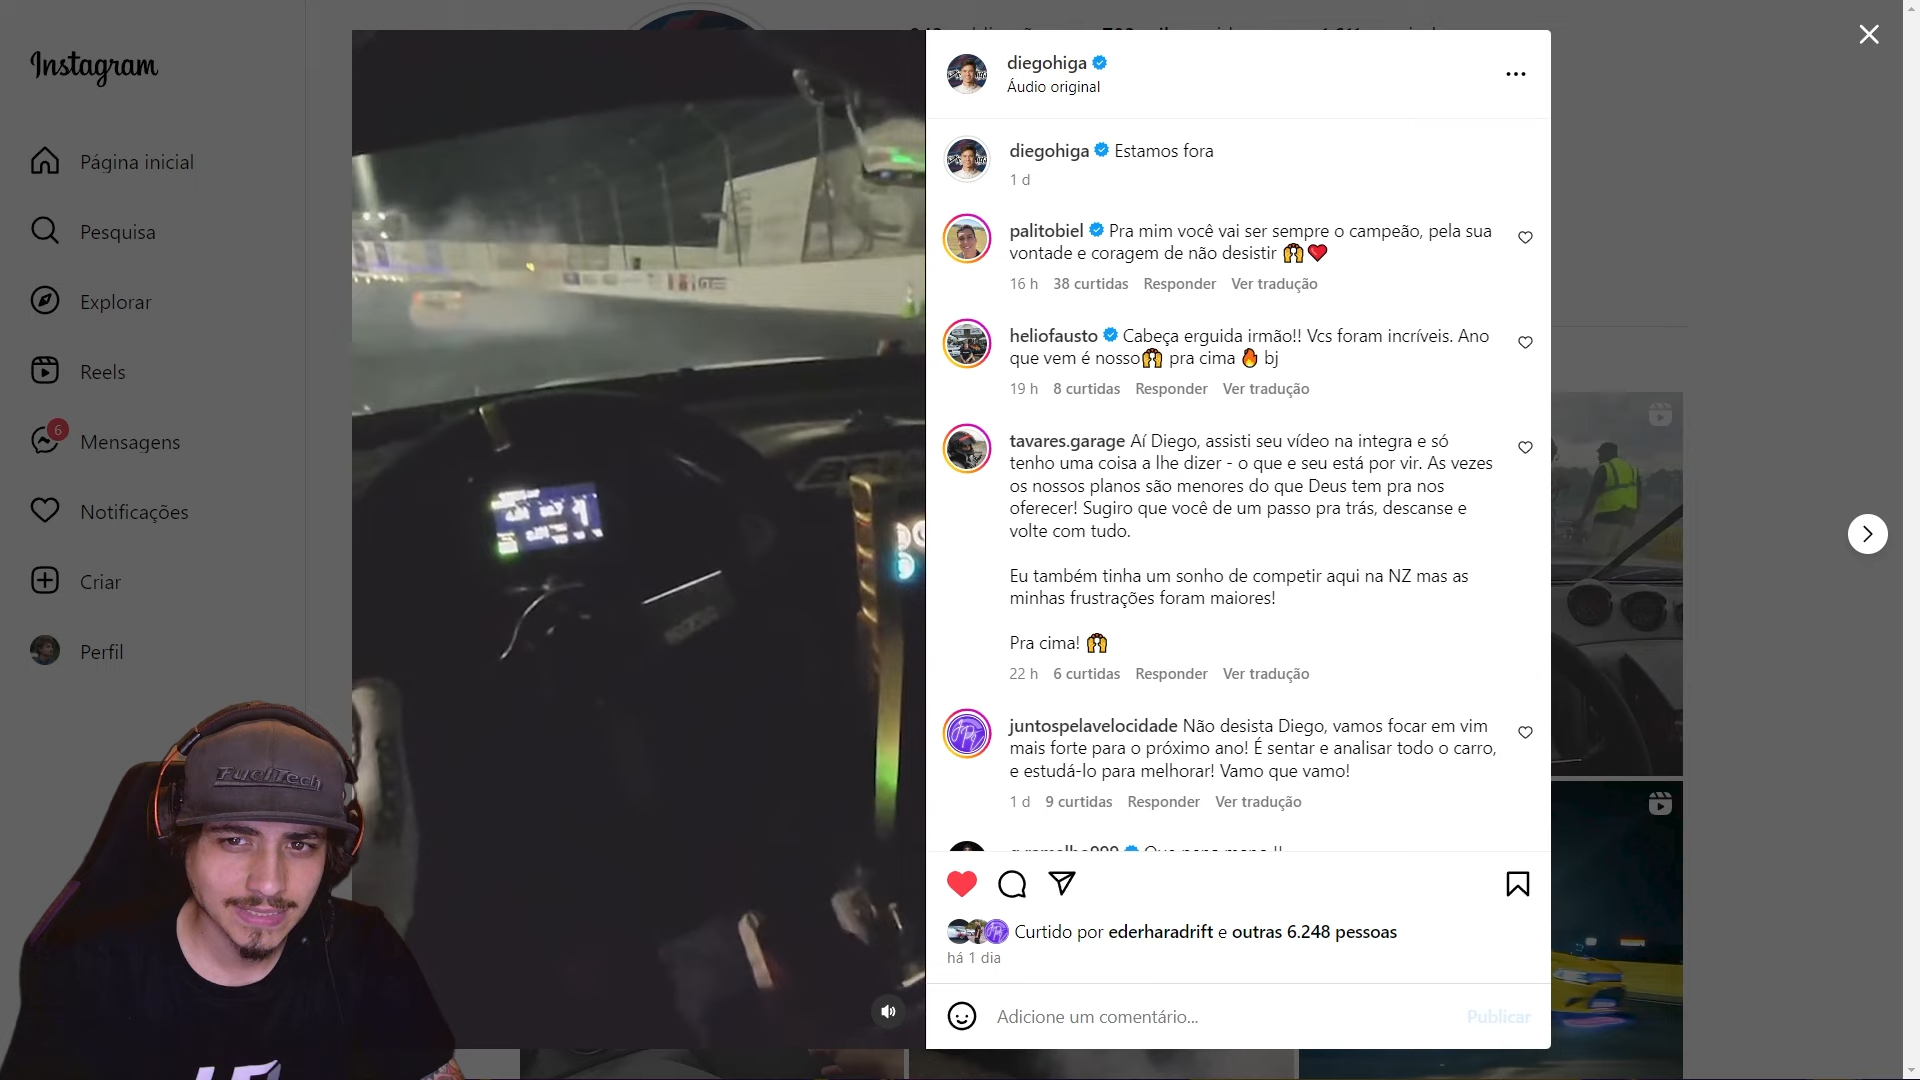 Instagram
Página inicial
Pesquisa
Explorar
Reels
6
Mensagens
Notificações
Criar
Perfil
FuelTech
diegohiga
Áudio original
diegohiga Estamos fora
1 d
palitobiel Pra mim você vai ser sempre o campeão, pela sua
vontade e coragem de não desistir 🙌❤️
16 h 38 curtidas Responder Ver tradução
heliofausto Cabeça erguida irmão!! Vcs foram incríveis. Ano
que vem é nosso🙌 pra cima 🔥 bj
19 h 8 curtidas Responder Ver tradução
tavares.garage Aí Diego, assisti seu vídeo na integra e só
tenho uma coisa a lhe dizer - o que e seu está por vir. As vezes
os nossos planos são menores do que Deus tem pra nos
oferecer! Sugiro que você de um passo pra trás, descanse e
volte com tudo.
Eu também tinha um sonho de competir aqui na NZ mas as
minhas frustrações foram maiores!
Pra cima! 🙌
22 h 6 curtidas Responder Ver tradução
juntospelavelocidade Não desista Diego, vamos focar em vim
mais forte para o próximo ano! É sentar e analisar todo o carro,
e estudá-lo para melhorar! Vamo que vamo!
1 d 9 curtidas Responder Ver tradução
Curtido por ederharadrift e outras 6.248 pessoas
há 1 dia
Adicione um comentário...
Publicar